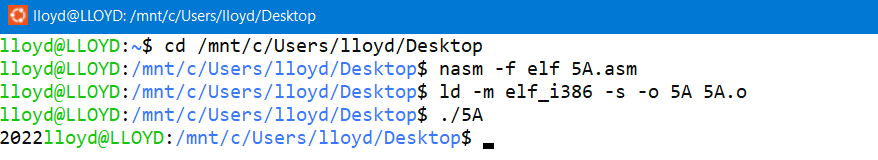 lloyd@LLOYD: /mnt/c/Users/lloyd/Desktop
lloyd@LLOYD:~$ cd /mnt/c/Users/lloyd/Desktop
lloyd@LLOYD:/mnt/c/Users/lloyd/Desktop$ nasm -f elf 5A.asm
lloyd@LLOYD:/mnt/c/Users/lloyd/Desktop$ ld -m elf_i386 -s -o 5A 5A.o
lloyd@LLOYD:/mnt/c/Users/lloyd/Desktop$ ./5A
2022lloyd@LLOYD:/mnt/c/Users/lloyd/Desktop$